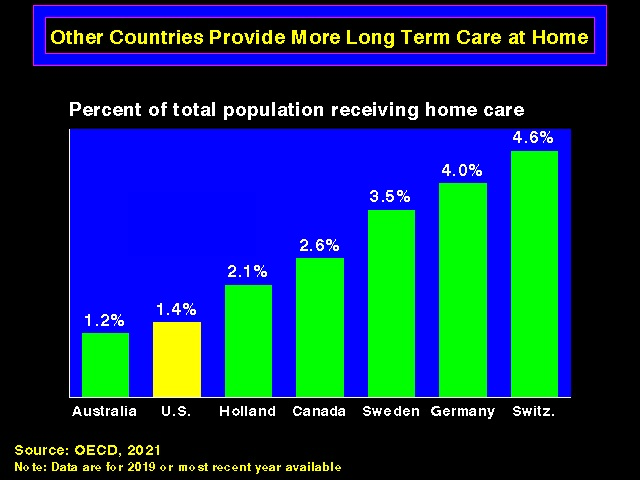 Other Countries Provide More Long Term Care at Home
Percent of total population receiving home care
1.2%
1.4%
2.1%
2.6%
3.5%
4.0%
4.6%
Australia U.S. Holland Canada Sweden Germany Switz.
Source: OECD, 2021
Note: Data are for 2019 or most recent year available